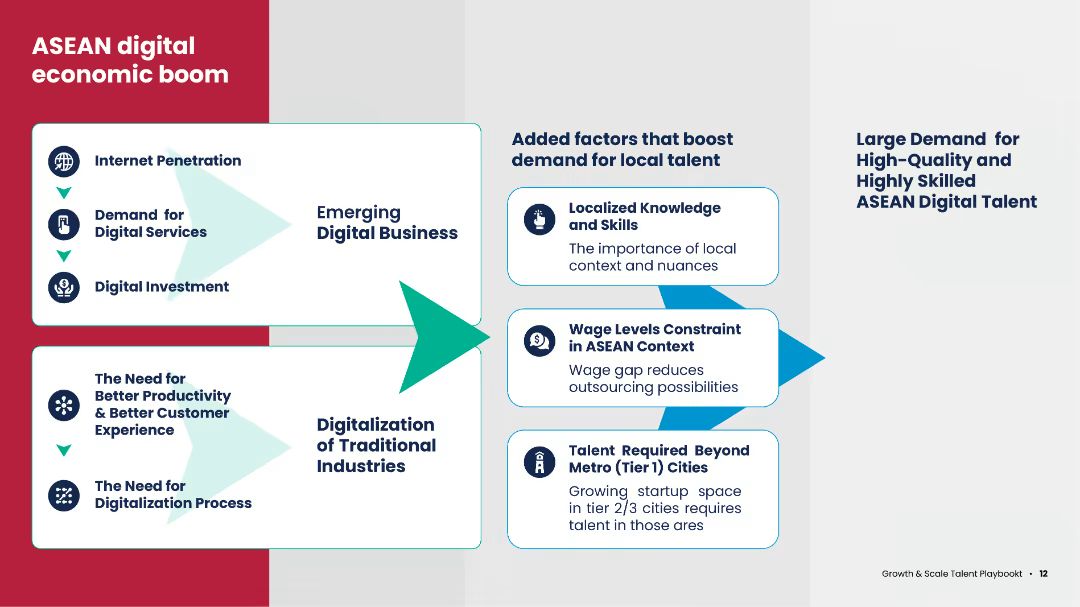 ASEAN digital
economic boom
Internet Penetration
Demand for
Digital Services
Digital Investment
Emerging
Digital Business
The Need for
Better Productivity
& Better Customer
Experience
The Need for
Digitalization Process
Digitalization
of Traditional
Industries
Added factors that boost
demand for local talent
Localized Knowledge
and Skills
The importance of local
context and nuances
Wage Levels Constraint
in ASEAN Context
Wage gap reduces
outsourcing possibilities
Talent Required Beyond
Metro (Tier 1) Cities
Growing startup space
in tier 2/3 cities requires
talent in those ares
Large Demand for
High-Quality and
Highly Skilled
ASEAN Digital Talent
Growth & Scale Talent Playbookt • 12